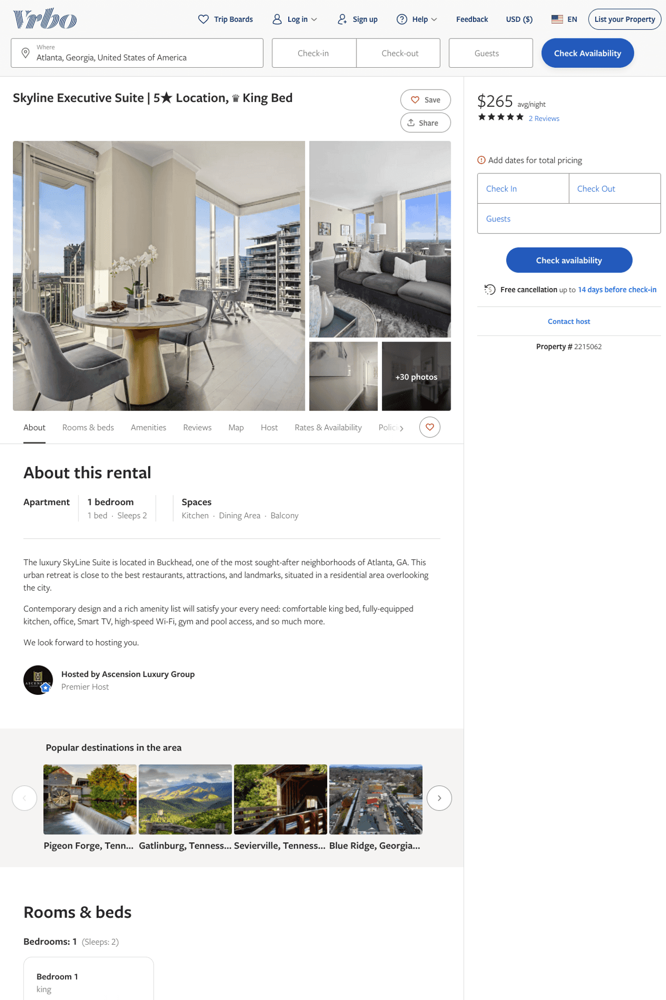 Vrbo
Trip Boards
Log in
Sign up
Help
Feedback
USD ($)
EN
List your Property
Where
Atlanta, Georgia, United States of America
Check-in
Check-out
Guests
Check Availability
Skyline Executive Suite | 5★ Location, ♛ King Bed
Save
Share
$265 avg/night
★★★★★ 2 Reviews
Add dates for total pricing
Check In
Check Out
Guests
Check availability
Free cancellation up to 14 days before check-in
Contact host
Property # 2215062
+30 photos
About
Rooms & beds
Amenities
Reviews
Map
Host
Rates & Availability
Polici
About this rental
Apartment
1 bedroom
1 bed · Sleeps 2
Spaces
Kitchen · Dining Area · Balcony
The luxury SkyLine Suite is located in Buckhead, one of the most sought-after neighborhoods of Atlanta, GA. This
urban retreat is close to the best restaurants, attractions, and landmarks, situated in a residential area overlooking
the city.
Contemporary design and a rich amenity list will satisfy your every need: comfortable king bed, fully-equipped
kitchen, office, Smart TV, high-speed Wi-Fi, gym and pool access, and so much more.
We look forward to hosting you.
Hosted by Ascension Luxury Group
Premier Host
Popular destinations in the area
Pigeon Forge, Tenn...
Gatlinburg, Tenness...
Sevierville, Tenness...
Blue Ridge, Georgia...
Rooms & beds
Bedrooms: 1 (Sleeps: 2)
Bedroom 1
king